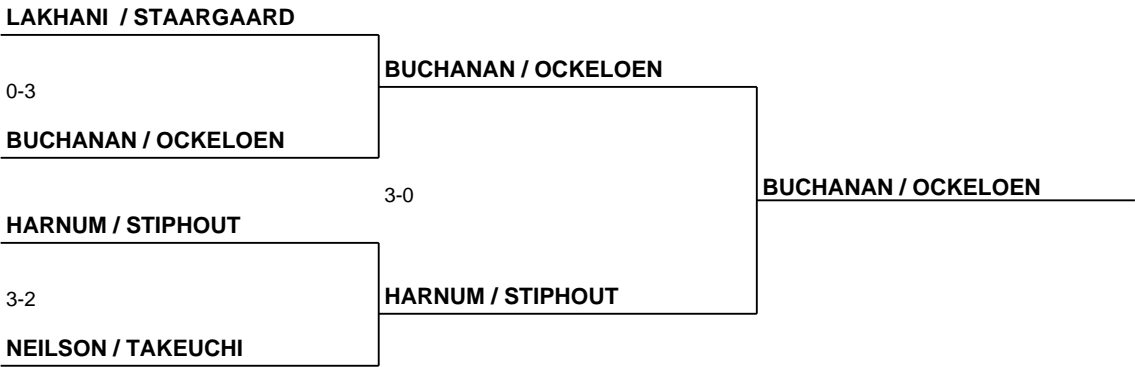 LAKHANI / STAARGAARD
BUCHANAN / OCKELOEN
0-3
BUCHANAN / OCKELOEN
BUCHANAN / OCKELOEN
3-0
HARNUM / STIPHOUT
HARNUM / STIPHOUT
3-2
NEILSON / TAKEUCHI